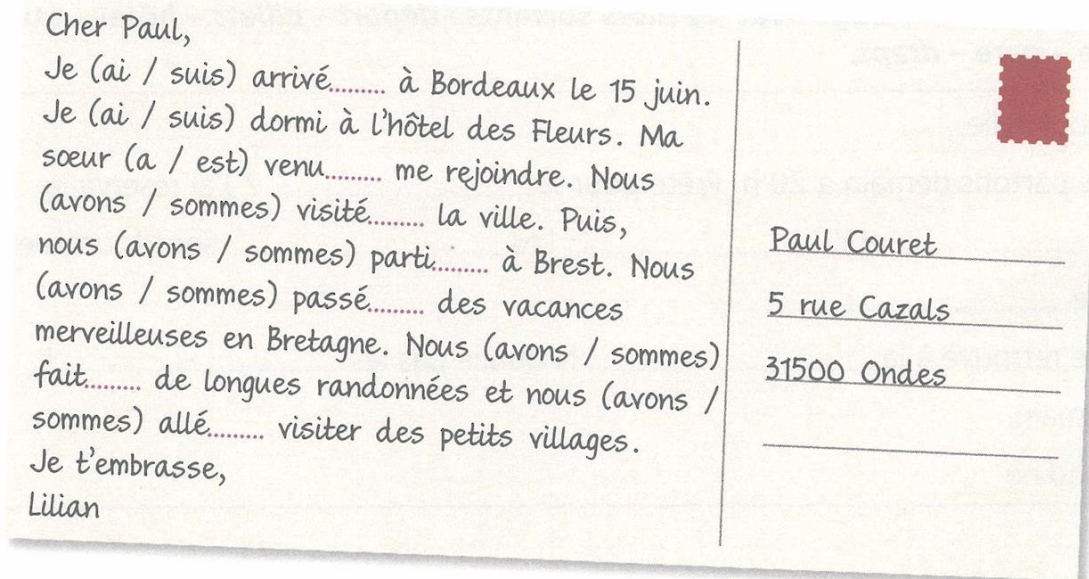 Cher Paul,
Je (ai / suis) arrivé......... à Bordeaux le 15 juin.
Je (ai / suis) dormi à l'hôtel des Fleurs. Ma
sœur (a / est) venu......... me rejoindre. Nous
(avons / sommes) visité......... la ville. Puis,
nous (avons / sommes) parti......... à Brest. Nous
(avons / sommes) passé......... des vacances
merveilleuses en Bretagne. Nous (avons / sommes)
fait........ de longues randonnées et nous (avons /
sommes) allé......... visiter des petits villages.
Je t'embrasse,
Lilian
Paul Couret
5 rue Cazals
31500 Ondes